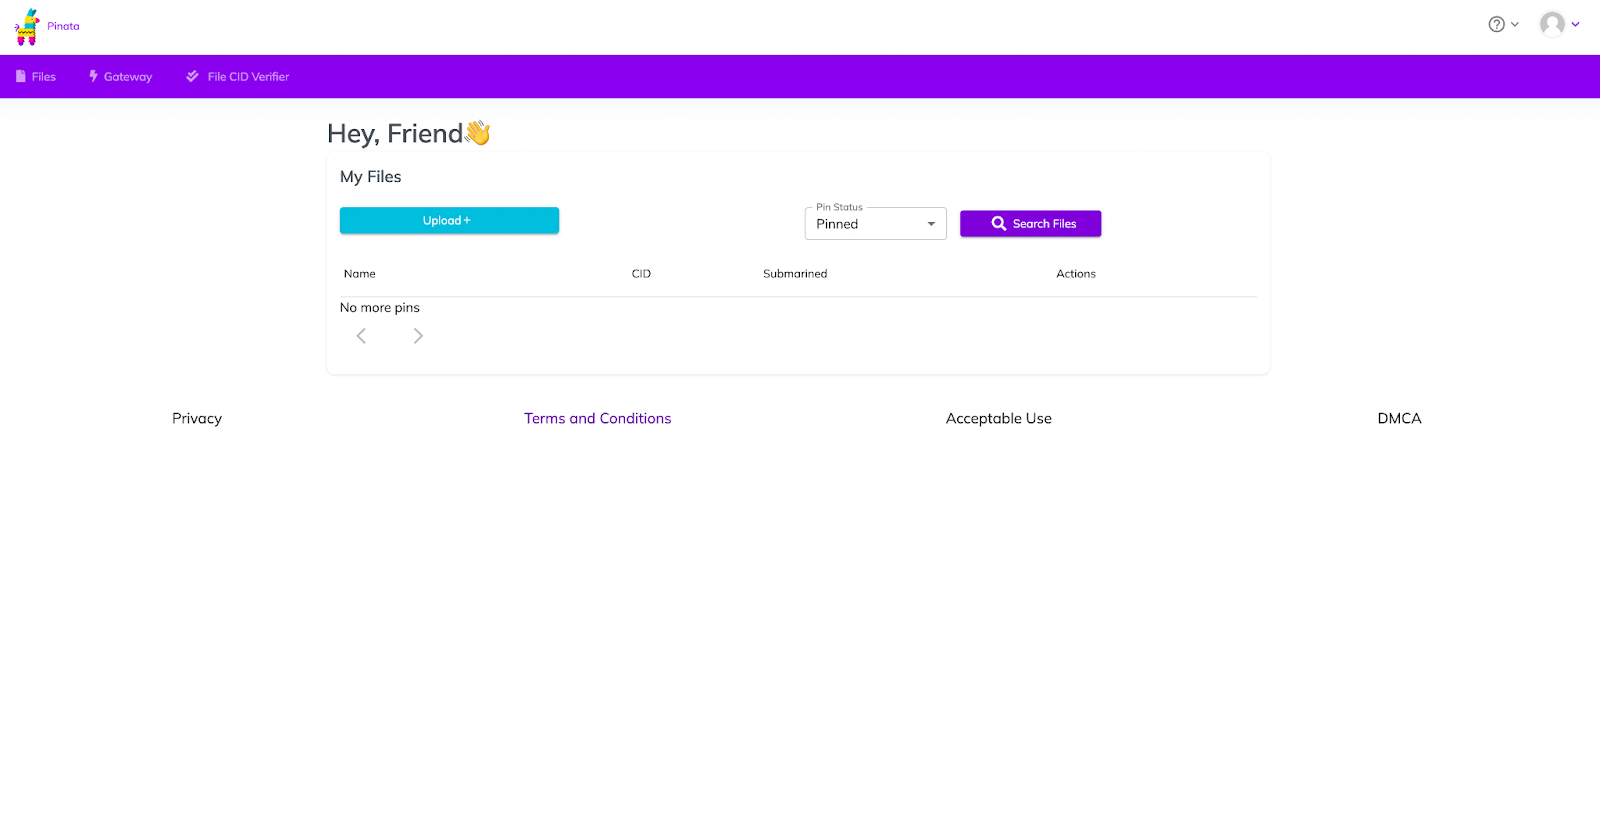 Pinata
Files Gateway File CID Verifier
Hey, Friend👋
My Files
Upload +
Pin Status
Pinned
Search Files
Name CID Submarined Actions
No more pins
Privacy Terms and Conditions Acceptable Use DMCA